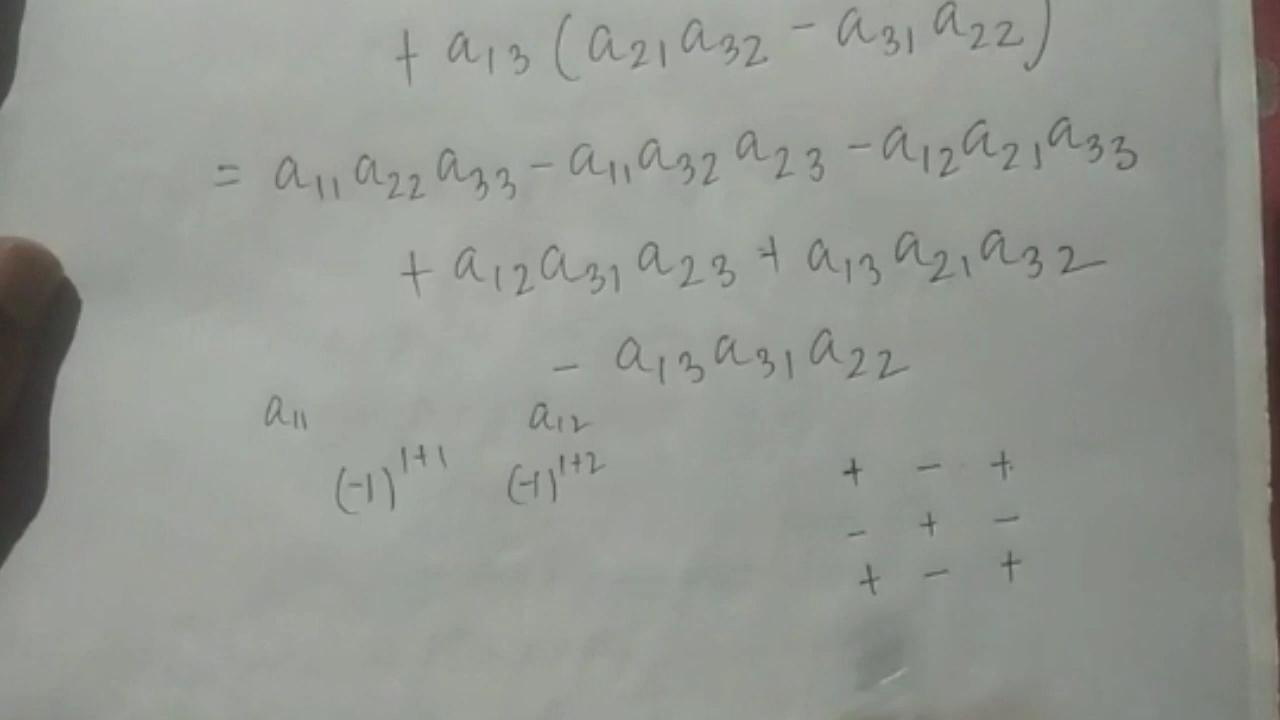 + a₁₃ (a₂₁ a₃₂ - a₃₁ a₂₂)
= a₁₁ a₂₂ a₃₃ - a₁₁ a₃₂ a₂₃ - a₁₂ a₂₁ a₃₃
+ a₁₂ a₃₁ a₂₃ + a₁₃ a₂₁ a₃₂
- a₁₃ a₃₁ a₂₂
a₁₁ a₁₂
(-1)¹⁺¹ (-1)¹⁺²
+ - +
- + -
+ - +